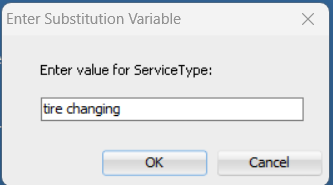 Enter Substitution Variable
Enter value for ServiceType:
tire changing
OK
Cancel